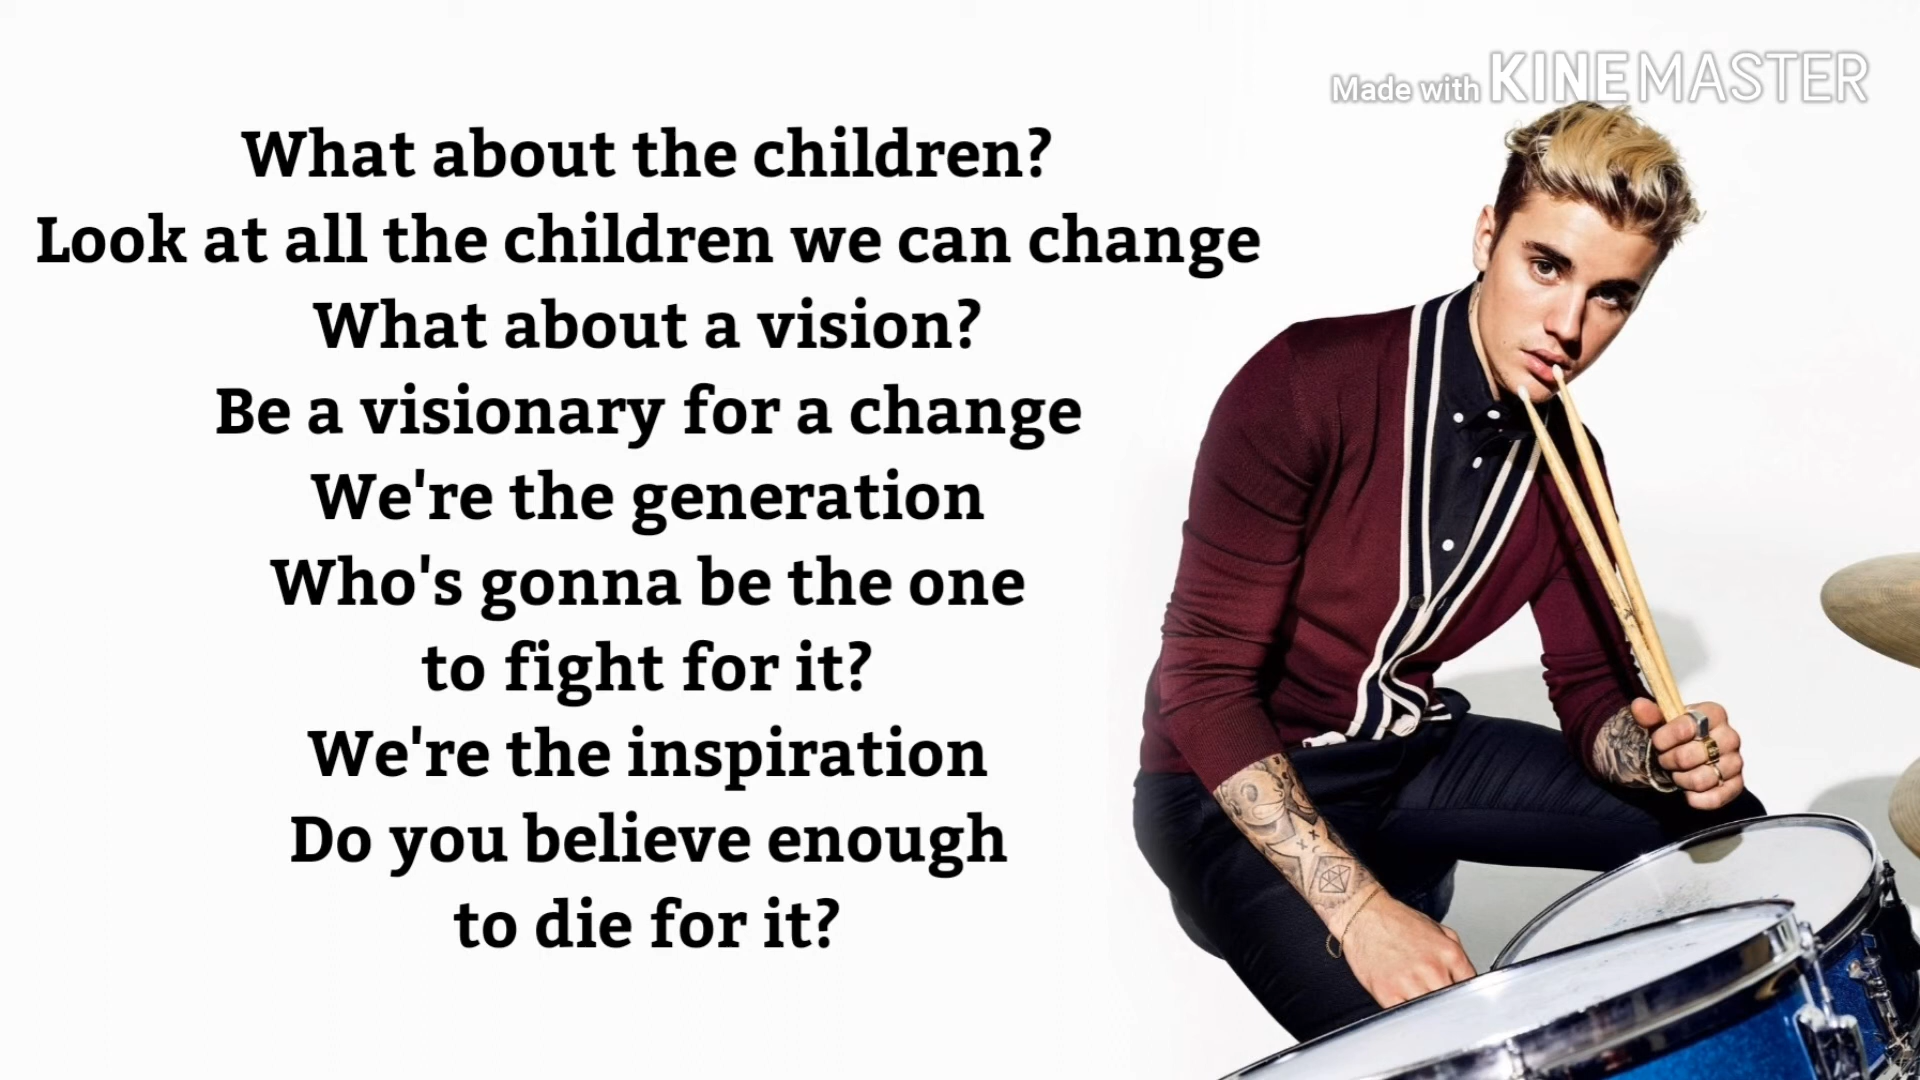 Made with KINEMASTER
What about the children?
Look at all the children we can change
What about a vision?
Be a visionary for a change
We're the generation
Who's gonna be the one
to fight for it?
We're the inspiration
Do you believe enough
to die for it?